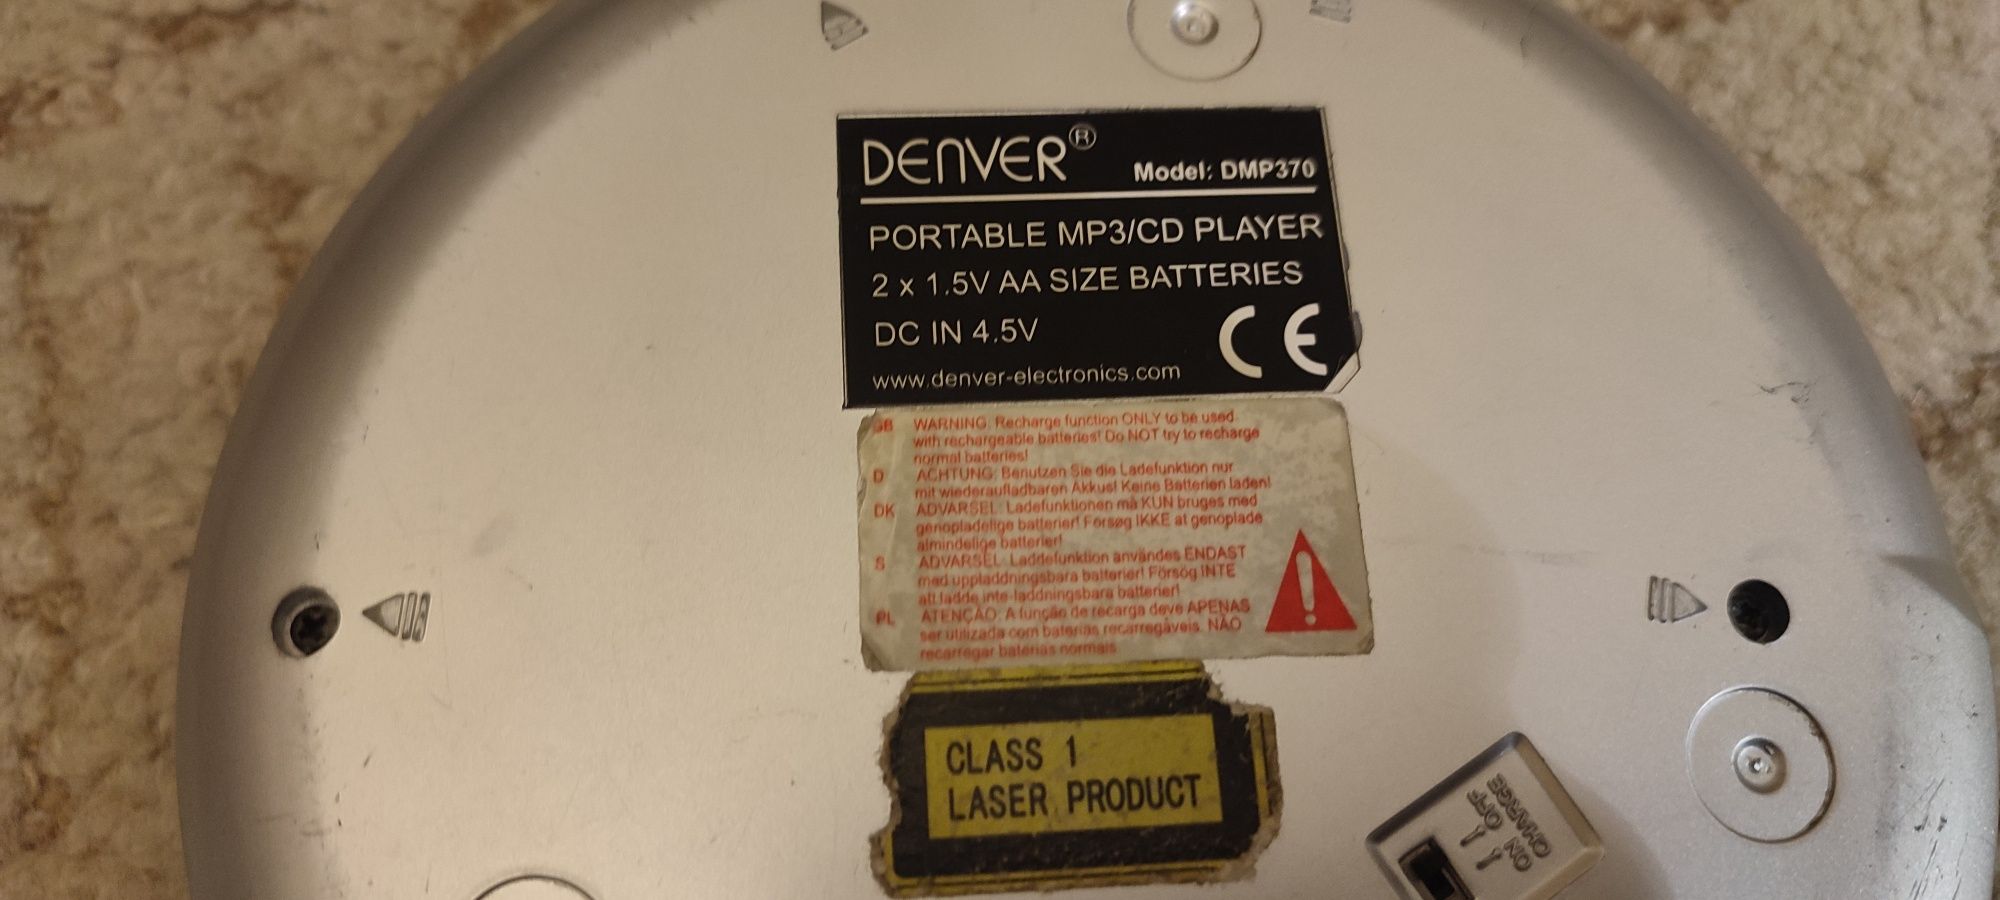 DENVER®
Model: DMP370
PORTABLE MP3/CD PLAYER
2 x 1.5V AA SIZE BATTERIES
DC IN 4.5V
CE
www.denver-electronics.com
GB WARNING: Recharge function ONLY to be used
with rechargeable batteries! Do NOT try to recharge
normal batteries!
D ACHTUNG: Benutzen Sie die Ladefunktion nur
mit wiederaufladbaren Akkus! Keine Batterien laden!
DK ADVARSEL: Ladefunktionen må KUN bruges med
genopladelige batterier! Forsøg IKKE at genoplade
almindelige batterier!
S ADVARSEL: Laddefunktion användes ENDAST
med uppladdningsbara batterier! Försög INTE
att ladde inte-laddningsbara batterier!
PL ATENÇÃO: A função de recarga deve APENAS
ser utilizada com baterias recarregáveis. NÃO
recarregar baterias normais.
CLASS 1
LASER PRODUCT
CHARGE
ON OFF